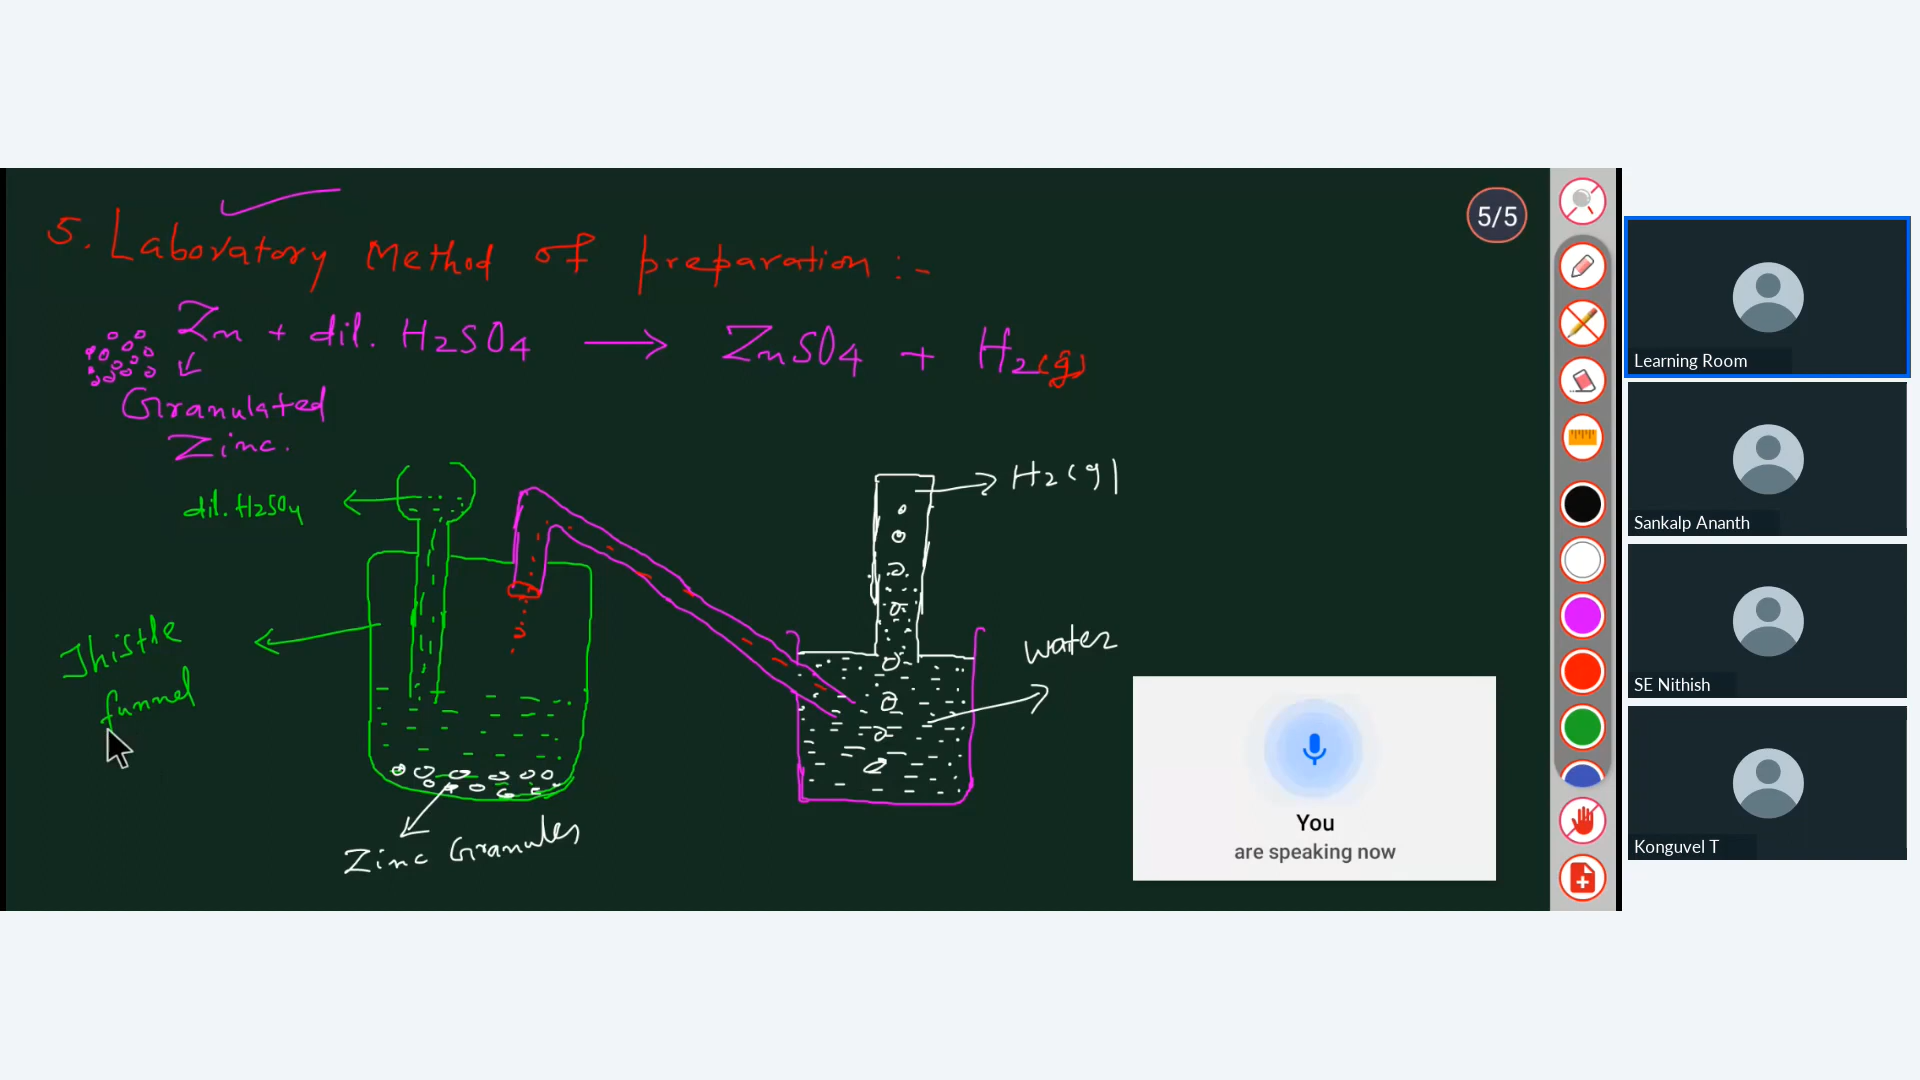 5/5
5. Laboratory Method of preparation :-
Zn + dil. H2SO4 → ZnSO4 + H2(g)
Granulated
Zinc.
dil. H2SO4
H2(g)
Thistle
funnel
water
Zinc Granules
You
are speaking now
Learning Room
Sankalp Ananth
SE Nithish
Konguvel T